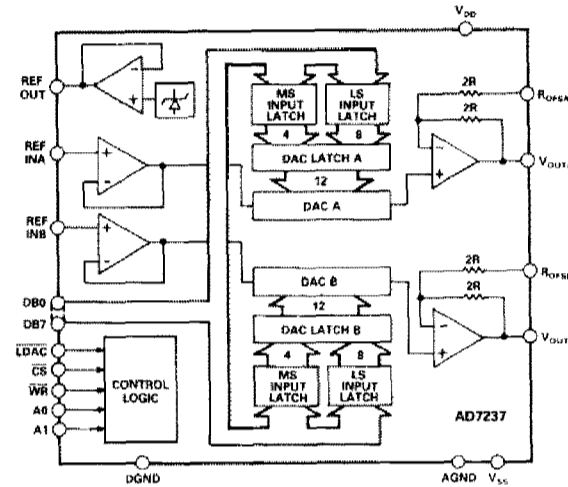 VDD
REF
OUT
MS
INPUT
LATCH
LS
INPUT
LATCH
2R
ROFSA
2R
4
8
REF
INA
+
−
DAC LATCH A
−
+
VOUTA
12
DAC A
REF
INB
+
−
DAC B
2R
ROFSB
2R
12
DB0
DAC LATCH B
−
+
DB7
4
8
LDAC
CS
WR
A0
A1
CONTROL
LOGIC
MS
INPUT
LATCH
LS
INPUT
LATCH
AD7237
DGND
AGND
VSS